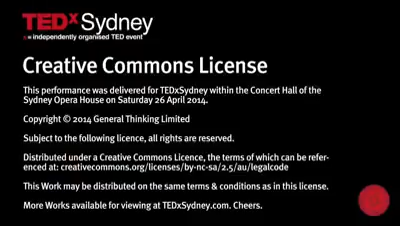 TEDxSydney
x = independently organised TED event
Creative Commons License
This performance was delivered for TEDxSydney within the Concert Hall of the
Sydney Opera House on Saturday 26 April 2014.
Copyright © 2014 General Thinking Limited
Subject to the following licence, all rights are reserved.
Distributed under a Creative Commons Licence, the terms of which can be refer-
enced at: creativecommons.org/licenses/by-nc-sa/2.5/au/legalcode
This Work may be distributed on the same terms & conditions as in this license.
More Works available for viewing at TEDxSydney.com. Cheers.